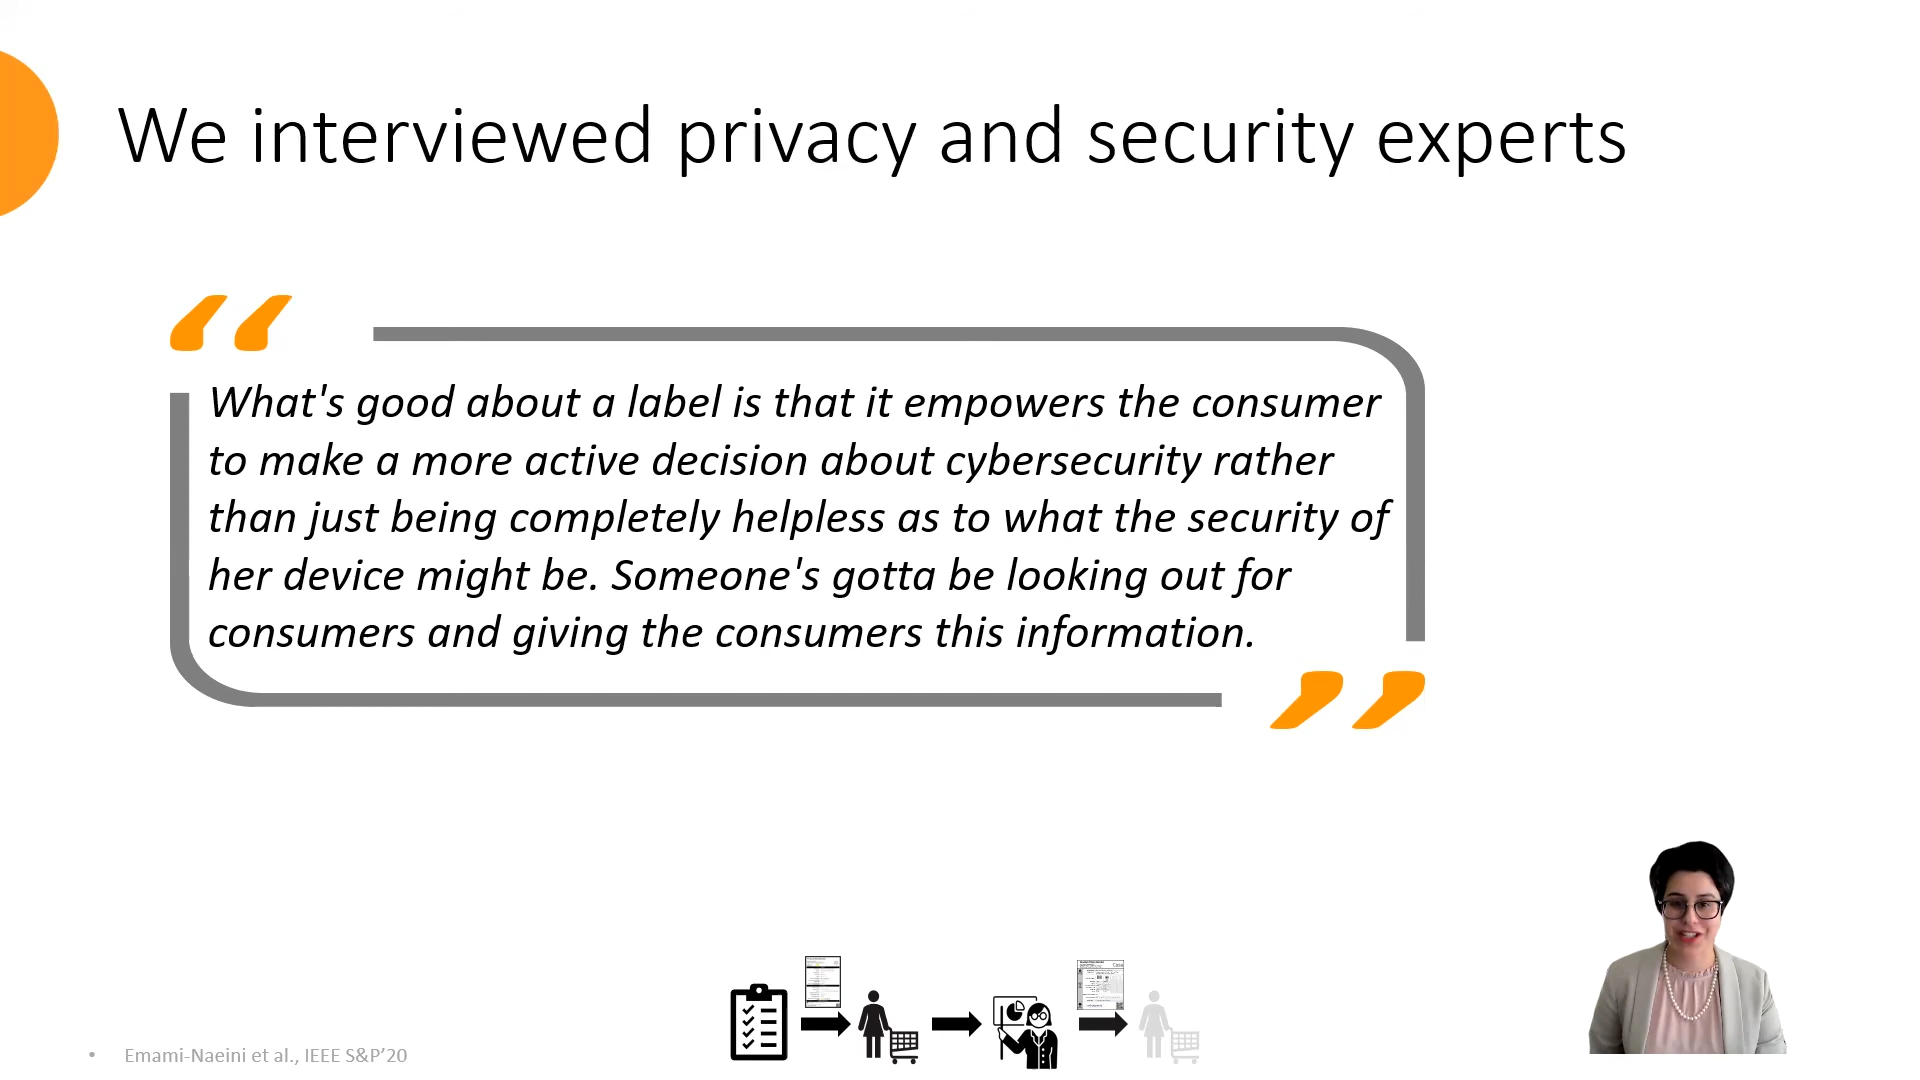 We interviewed privacy and security experts
“
What's good about a label is that it empowers the consumer
to make a more active decision about cybersecurity rather
than just being completely helpless as to what the security of
her device might be. Someone's gotta be looking out for
consumers and giving the consumers this information.
”
• Emami-Naeini et al., IEEE S&P’20